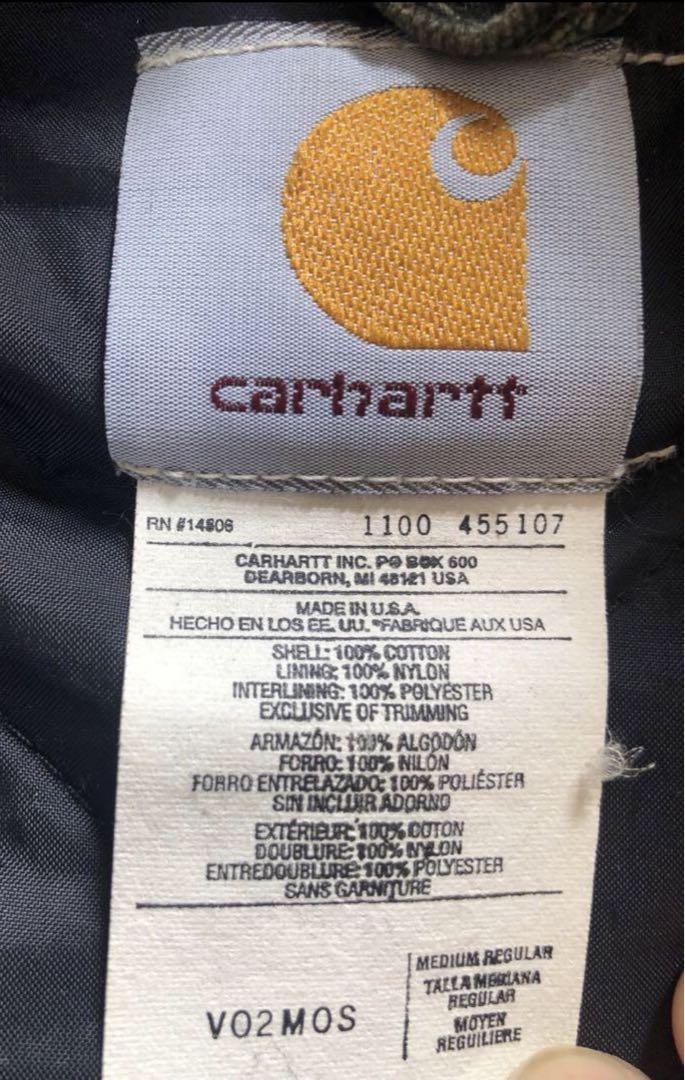 carhartt
RN #14806 1100 455107
CARHARTT INC. PO BOX 600
DEARBORN, MI 48121 USA
MADE IN U.S.A.
HECHO EN LOS EE. UU. *FABRIQUE AUX USA
SHELL: 100% COTTON
LINING: 100% NYLON
INTERLINING: 100% POLYESTER
EXCLUSIVE OF TRIMMING
ARMAZÓN: 100% ALGODÓN
FORRO: 100% NILÓN
FORRO ENTRELAZADO: 100% POLIÉSTER
SIN INCLUIR ADORNO
EXTÉRIEUR: 100% COTON
DOUBLURE: 100% NYLON
ENTREDOUBLURE: 100% POLYESTER
SANS GARNITURE
V02MOS
MEDIUM REGULAR
TALLA MEDIANA
REGULAR
MOYEN
REGUILIERE